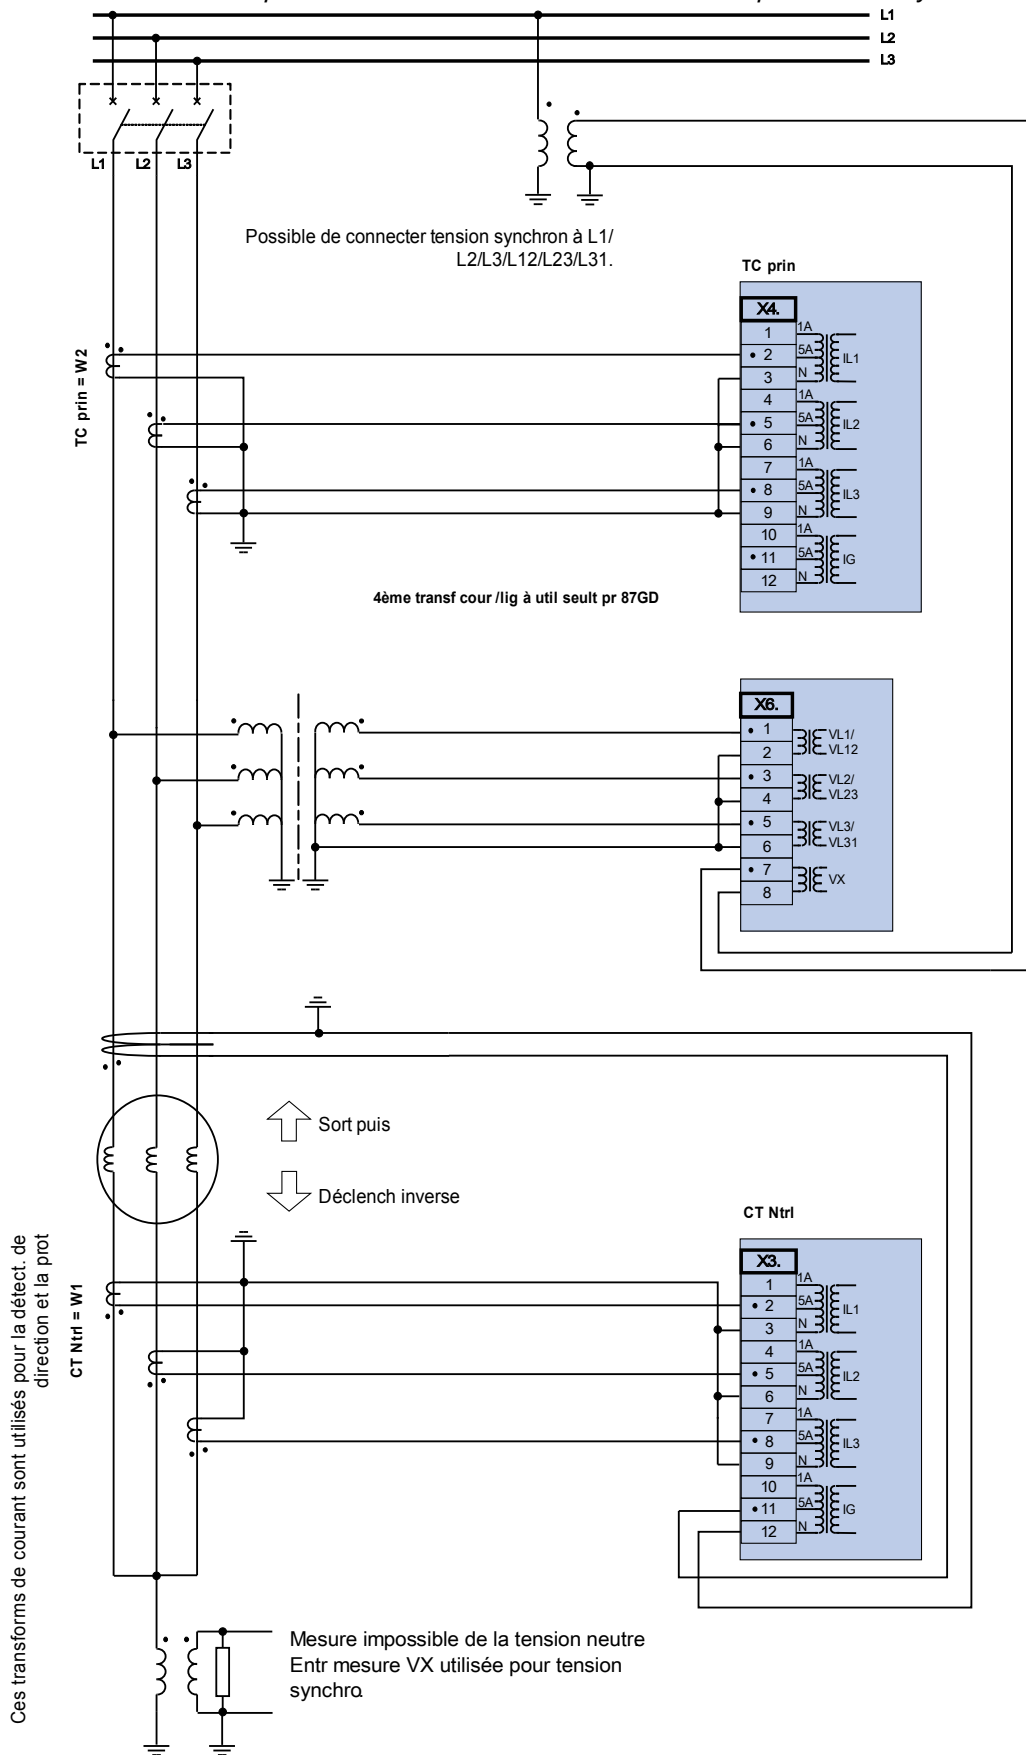 L1
L2
L3
L1 L2 L3
Possible de connecter tension synchron à L1/
L2/L3/L12/L23/L31.
TC prin
X4.
1 1A
2 5A IL1
3 N
4 1A
5 5A IL2
6 N
7 1A
8 5A IL3
9 N
10 1A
11 5A IG
12 N
TC prin = W2
4ème transf cour /lig à util seult pr 87GD
X6.
1 VL1/
2 VL12
3 VL2/
4 VL23
5 VL3/
6 VL31
7 VX
8
Sort puis
Déclench inverse
CT Ntrl
X3.
1 1A
2 5A IL1
3 N
4 1A
5 5A IL2
6 N
7 1A
8 5A IL3
9 N
10 1A
11 5A IG
12 N
CT Ntrl = W1
Ces transforms de courant sont utilisés pour la détect. de
direction et la prot
Mesure impossible de la tension neutre
Entr mesure VX utilisée pour tension
synchro.